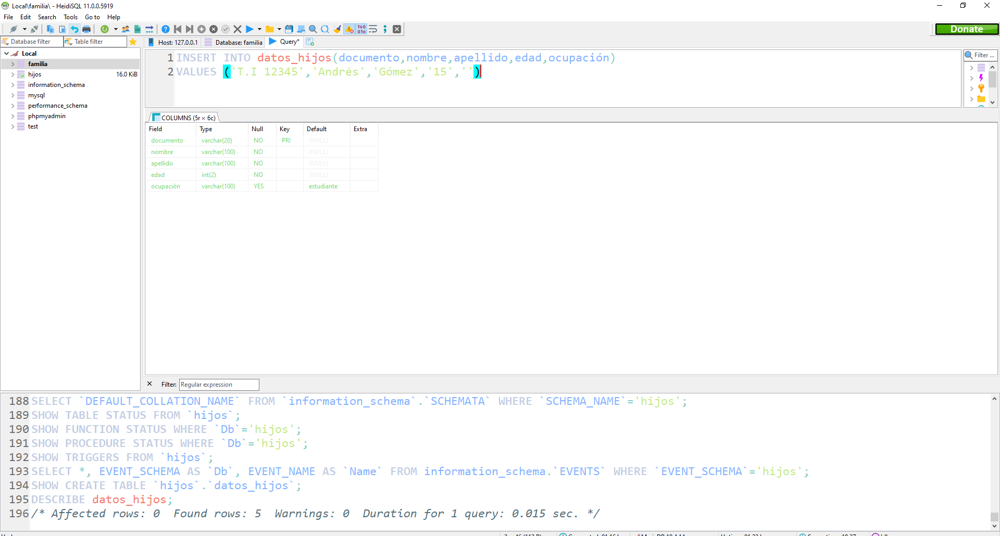 Local\familia\ - HeidiSQL 11.0.0.5919
File Edit Search Tools Go to Help
Donate
Database filter Table filter Host: 127.0.0.1 Database: familia Query*
Local
familia
hijos 16.0 KiB
information_schema
mysql
performance_schema
phpmyadmin
test
1 INSERT INTO datos_hijos(documento,nombre,apellido,edad,ocupación)
2 VALUES ('T.I 12345','Andrés','Gómez','15','')
Filter ...
COLUMNS (5r × 6c)
Field Type Null Key Default Extra
documento varchar(20) NO PRI (NULL)
nombre varchar(100) NO (NULL)
apellido varchar(100) NO (NULL)
edad int(2) NO (NULL)
ocupación varchar(100) YES estudiante
Filter: Regular expression
188 SELECT `DEFAULT_COLLATION_NAME` FROM `information_schema`.`SCHEMATA` WHERE `SCHEMA_NAME`='hijos';
189 SHOW TABLE STATUS FROM `hijos`;
190 SHOW FUNCTION STATUS WHERE `Db`='hijos';
191 SHOW PROCEDURE STATUS WHERE `Db`='hijos';
192 SHOW TRIGGERS FROM `hijos`;
193 SELECT *, EVENT_SCHEMA AS `Db`, EVENT_NAME AS `Name` FROM information_schema.`EVENTS` WHERE `EVENT_SCHEMA`='hijos';
194 SHOW CREATE TABLE `hijos`.`datos_hijos`;
195 DESCRIBE datos_hijos;
196 /* Affected rows: 0 Found rows: 5 Warnings: 0 Duration for 1 query: 0.015 sec. */